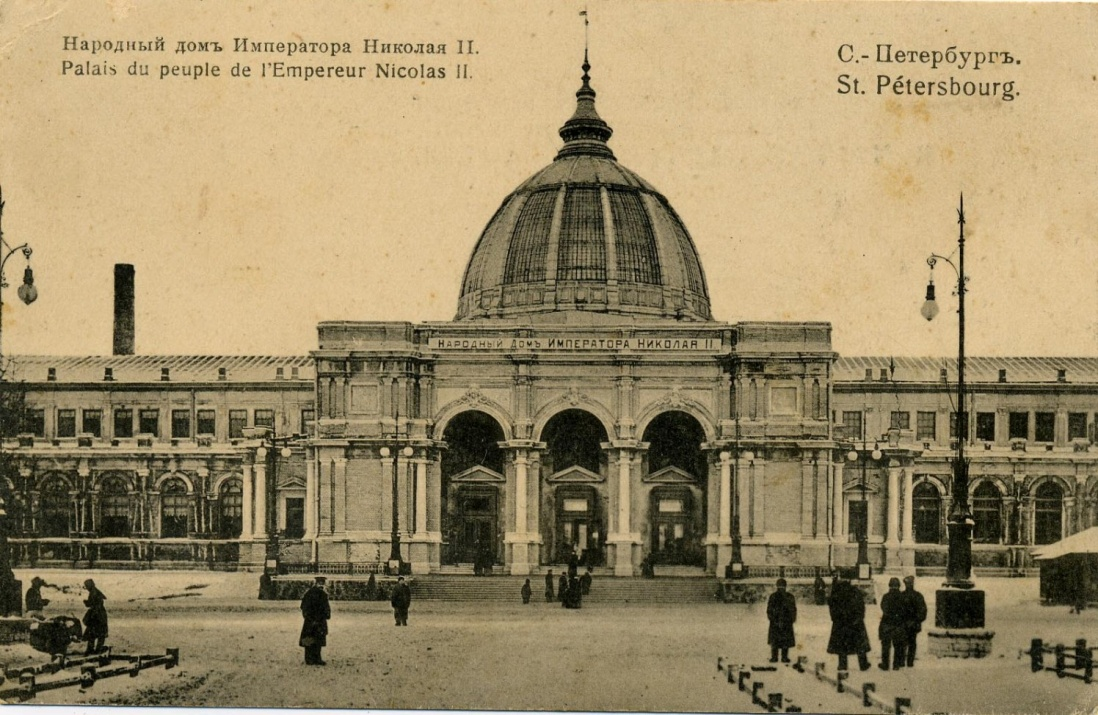 Народный домъ Императора Николая II.
Palais du peuple de l'Empereur Nicolas II.
С.-Петербургъ.
St. Pétersbourg.
НАРОДНЫЙ ДОМЪ ИМПЕРАТОРА НИКОЛАЯ II